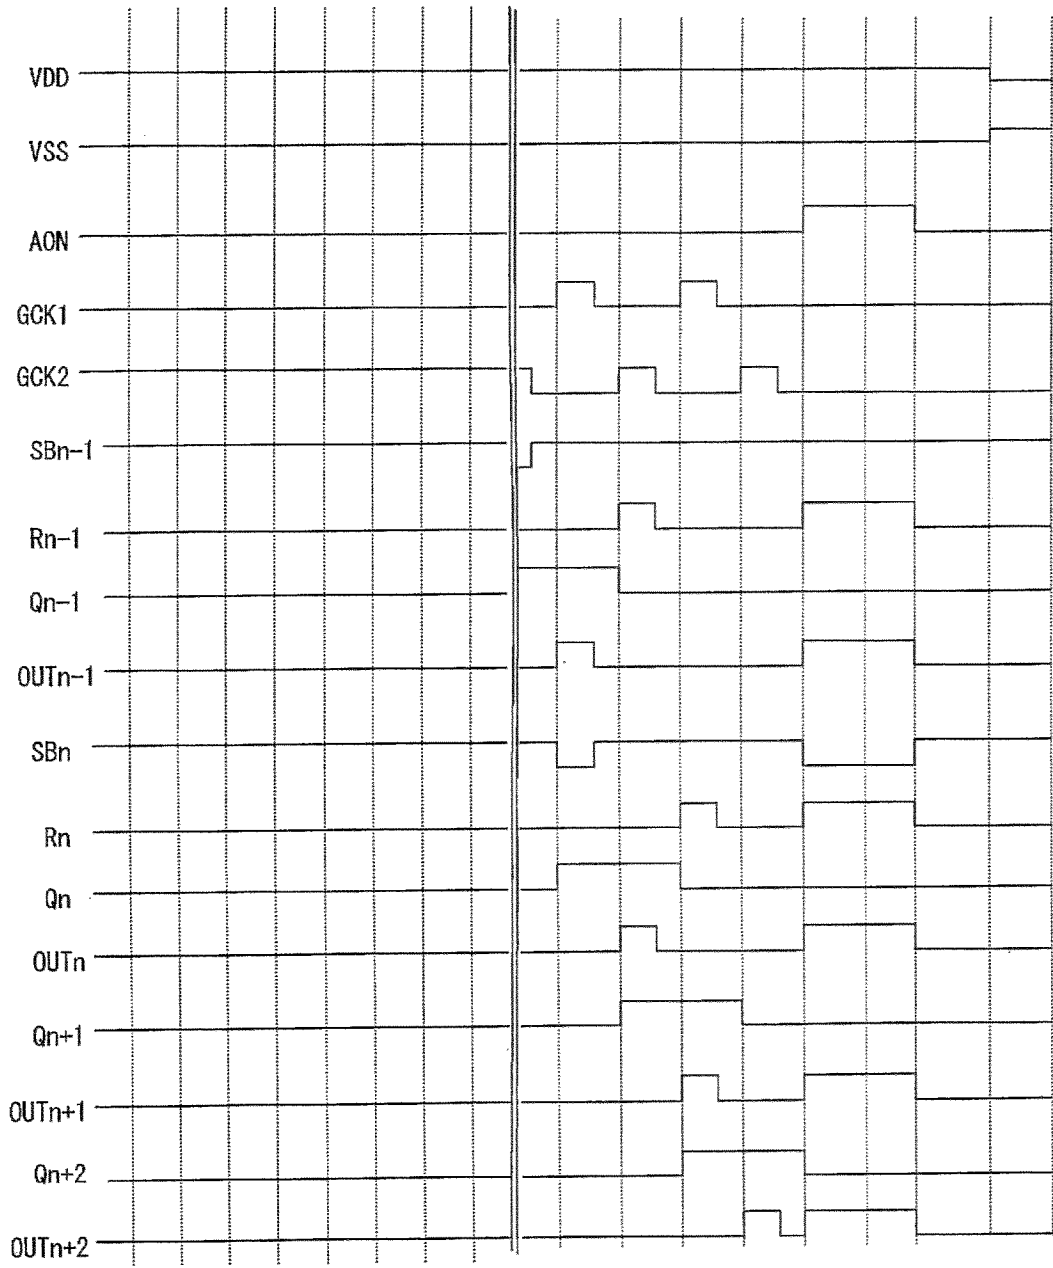 VDD
VSS
AON
GCK1
GCK2
SBn-1
Rn-1
Qn-1
OUTn-1
SBn
Rn
Qn
OUTn
Qn+1
OUTn+1
Qn+2
OUTn+2